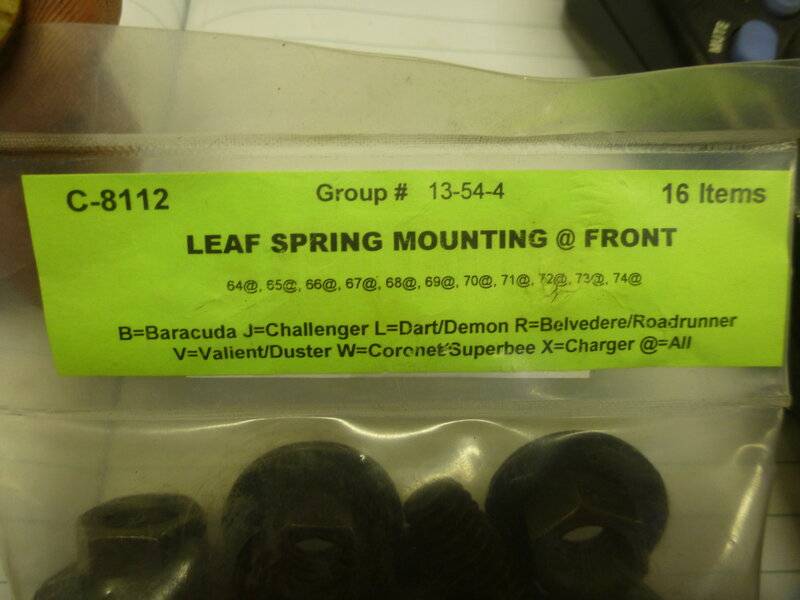 MUTE
C-8112 Group # 13-54-4 16 Items
LEAF SPRING MOUNTING @ FRONT
64@, 65@, 66@, 67@, 68@, 69@, 70@, 71@, 72@, 73@, 74@
B=Baracuda J=Challenger L=Dart/Demon R=Belvedere/Roadrunner
V=Valient/Duster W=Coronet/Superbee X=Charger @=All